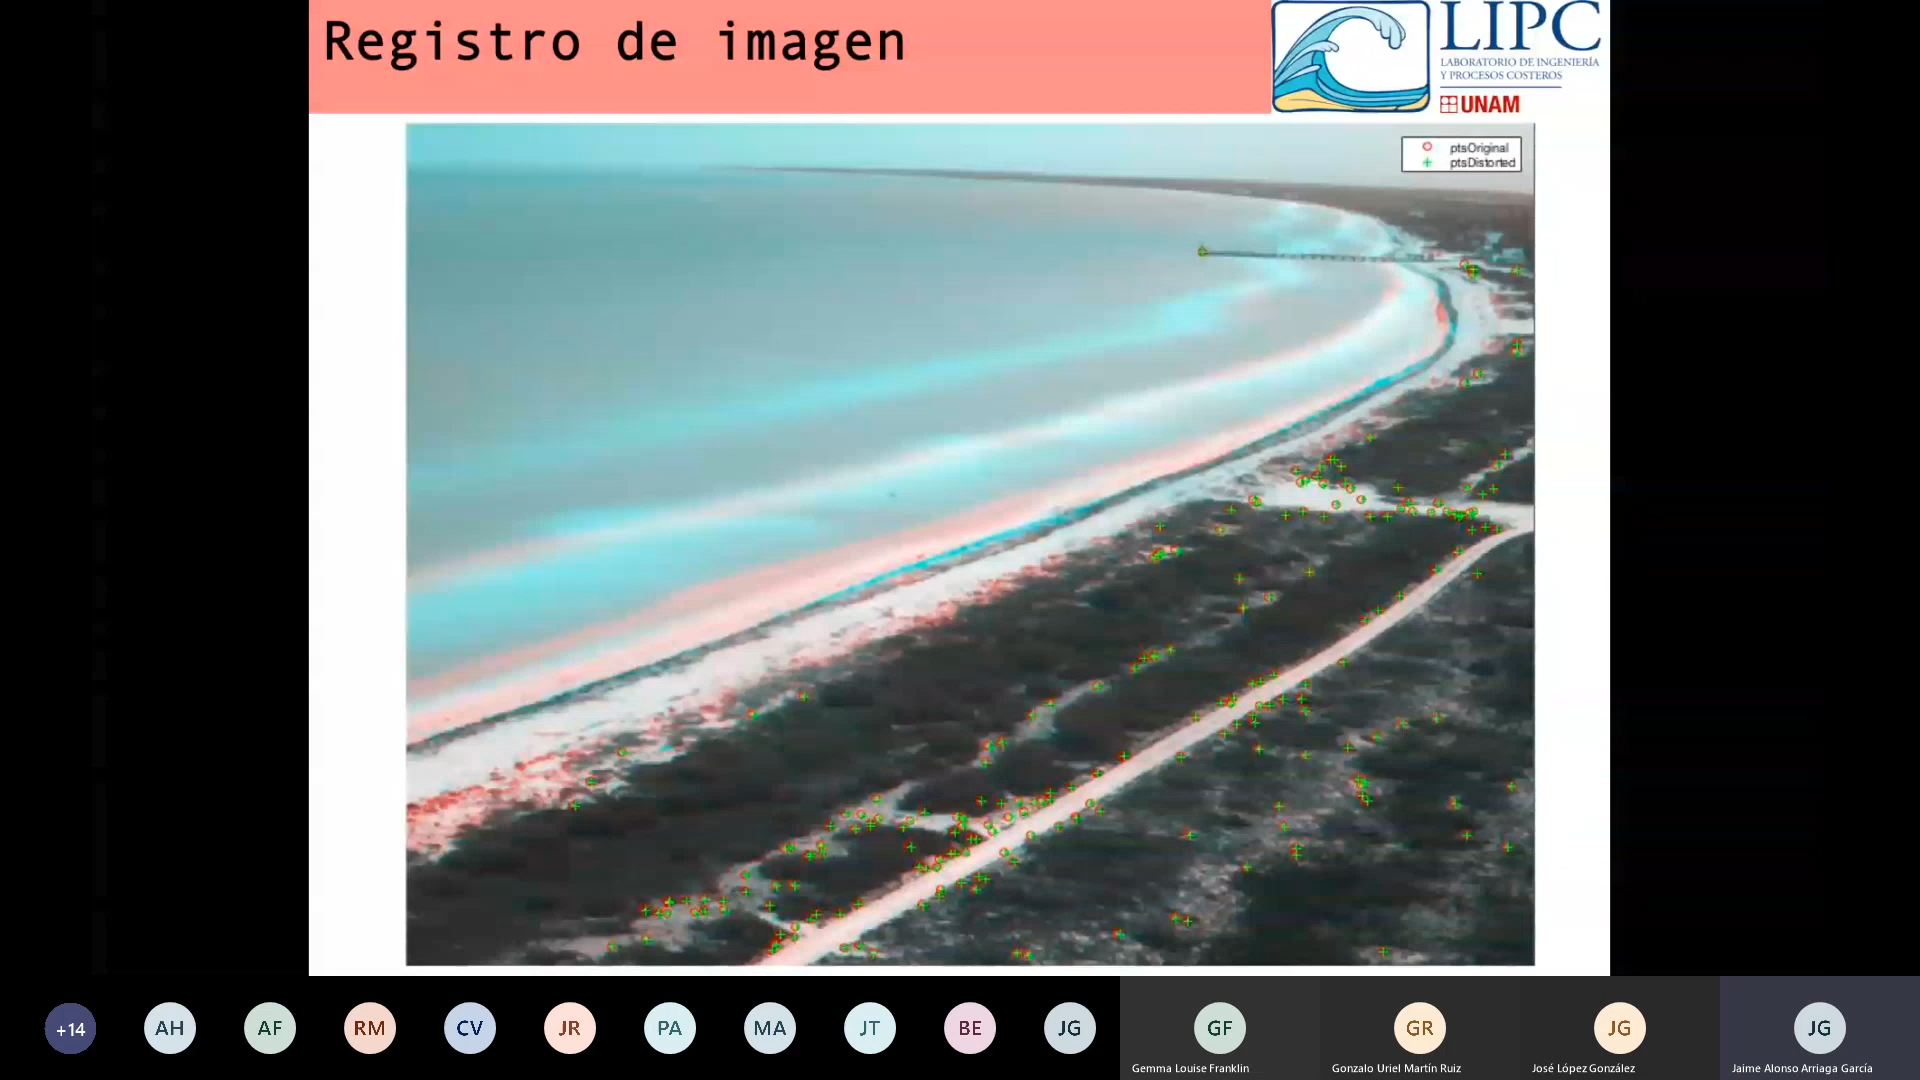 Registro de imagen
LIPC
LABORATORIO DE INGENIERÍA
Y PROCESOS COSTEROS
UNAM
ptsOriginal
ptsDistorted
+14
AH
AF
RM
CV
JR
PA
MA
JT
BE
JG
GF
GR
JG
JG
Gemma Louise Franklin
Gonzalo Uriel Martín Ruiz
José López González
Jaime Alonso Arriaga García